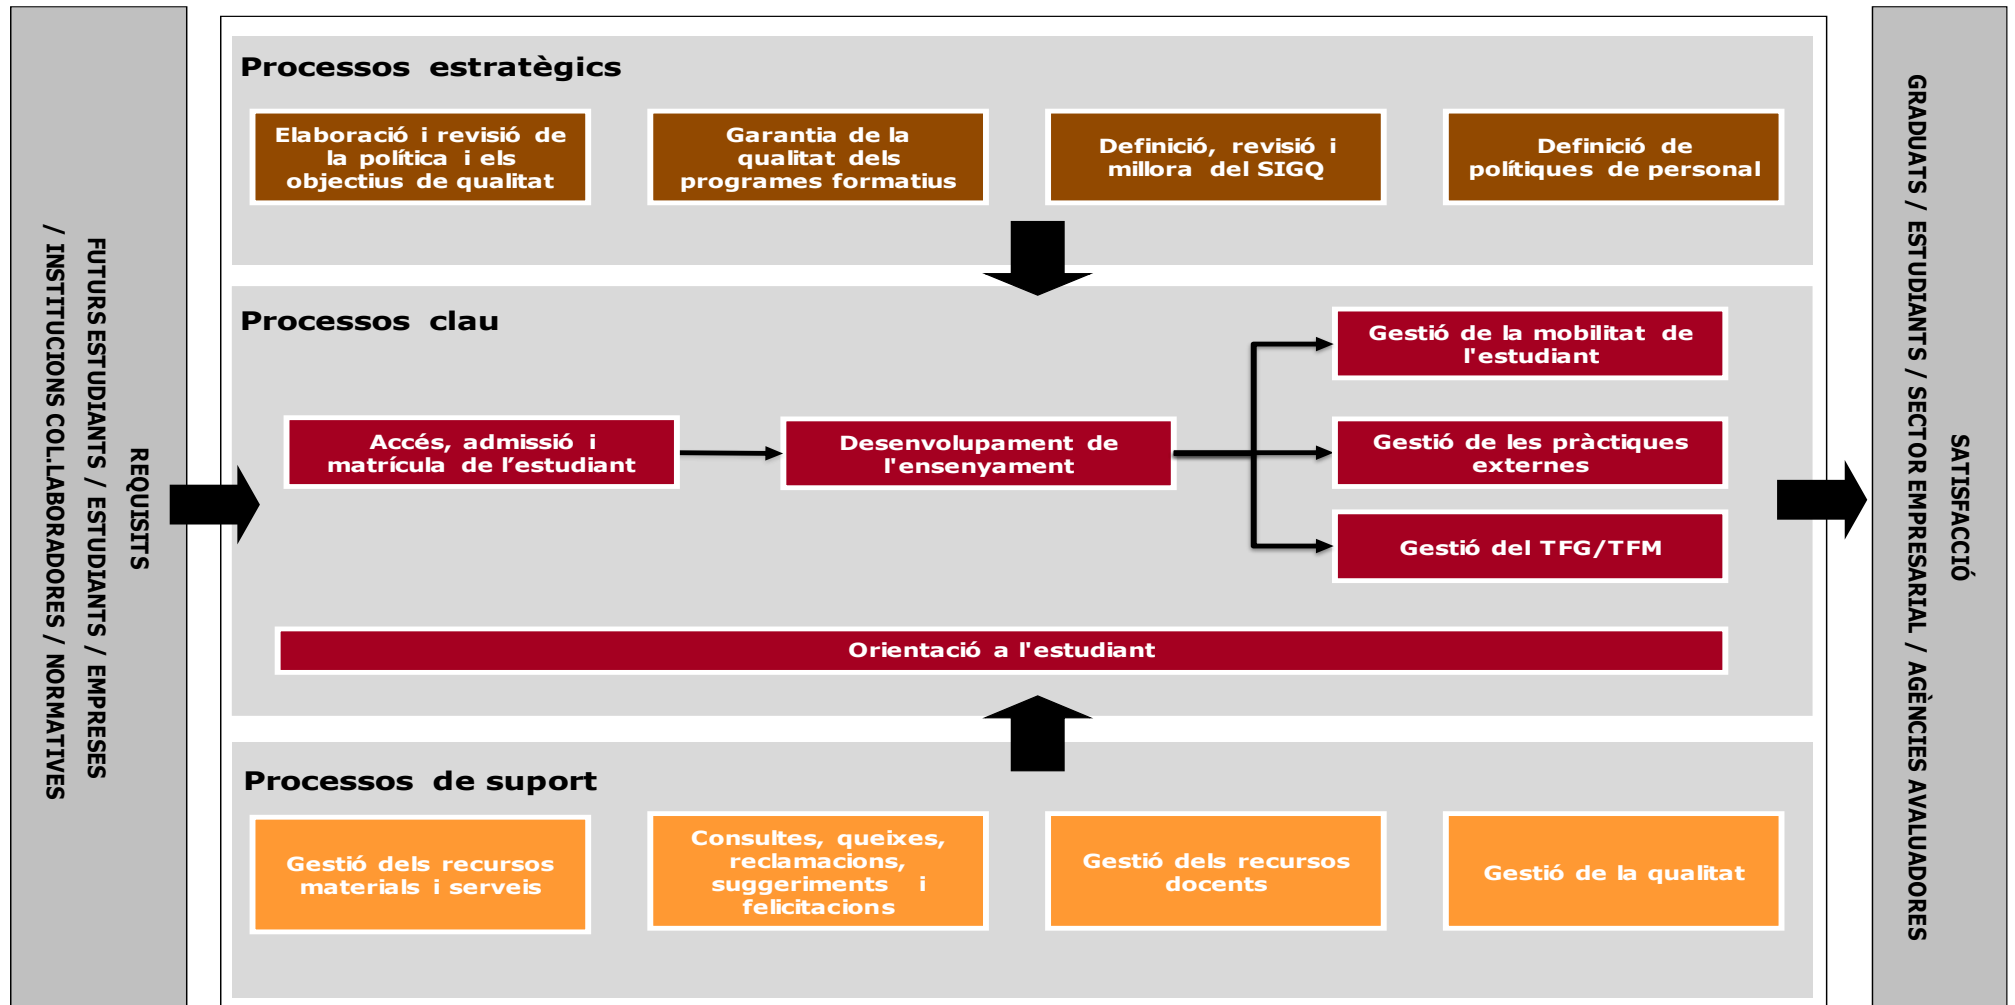 REQUISITS
FUTURS ESTUDIANTS / ESTUDIANTS / EMPRESES
/ INSTITUCIONS COL.LABORADORES / NORMATIVES
Processos estratègics
Elaboració i revisió de
la política i els
objectius de qualitat
Garantia de la
qualitat dels
programes formatius
Definició, revisió i
millora del SIGQ
Definició de
polítiques de personal
Processos clau
Accés, admissió i
matrícula de l’estudiant
Desenvolupament de
l'ensenyament
Gestió de la mobilitat de
l'estudiant
Gestió de les pràctiques
externes
Gestió del TFG/TFM
Orientació a l'estudiant
Processos de suport
Gestió dels recursos
materials i serveis
Consultes, queixes,
reclamacions,
suggeriments i
felicitacions
Gestió dels recursos
docents
Gestió de la qualitat
SATISFACCIÓ
GRADUATS / ESTUDIANTS / SECTOR EMPRESARIAL / AGÈNCIES AVALUADORES